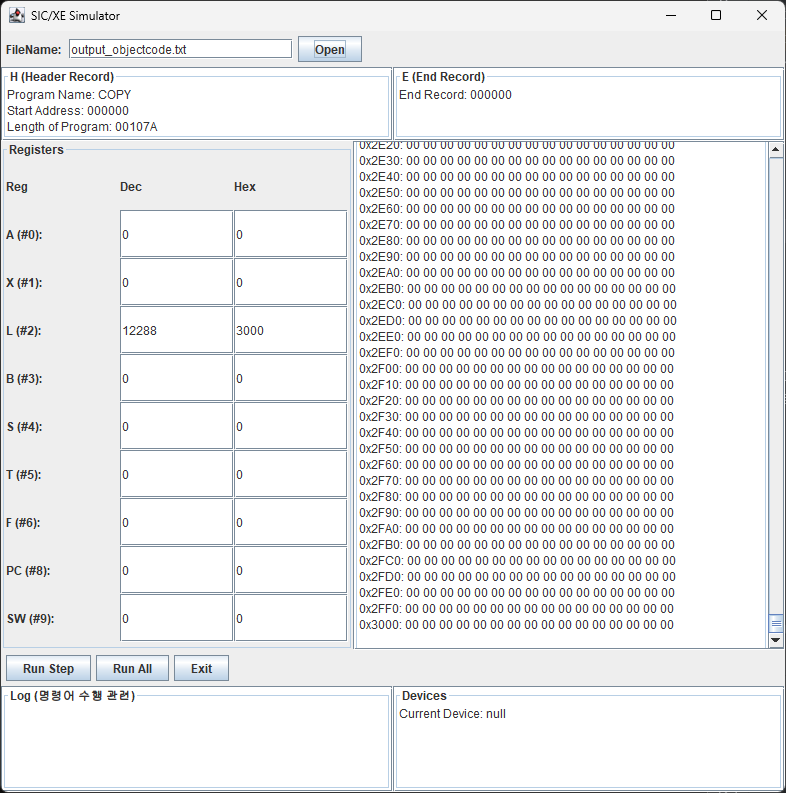 SIC/XE Simulator
FileName: output_objectcode.txt Open
H (Header Record)
Program Name: COPY
Start Address: 000000
Length of Program: 00107A
E (End Record)
End Record: 000000
Registers
Reg Dec Hex
A (#0): 0 0
X (#1): 0 0
L (#2): 12288 3000
B (#3): 0 0
S (#4): 0 0
T (#5): 0 0
F (#6): 0 0
PC (#8): 0 0
SW (#9): 0 0
0x2E20: 00 00 00 00 00 00 00 00 00 00 00 00 00 00 00 00
0x2E30: 00 00 00 00 00 00 00 00 00 00 00 00 00 00 00 00
0x2E40: 00 00 00 00 00 00 00 00 00 00 00 00 00 00 00 00
0x2E50: 00 00 00 00 00 00 00 00 00 00 00 00 00 00 00 00
0x2E60: 00 00 00 00 00 00 00 00 00 00 00 00 00 00 00 00
0x2E70: 00 00 00 00 00 00 00 00 00 00 00 00 00 00 00 00
0x2E80: 00 00 00 00 00 00 00 00 00 00 00 00 00 00 00 00
0x2E90: 00 00 00 00 00 00 00 00 00 00 00 00 00 00 00 00
0x2EA0: 00 00 00 00 00 00 00 00 00 00 00 00 00 00 00 00
0x2EB0: 00 00 00 00 00 00 00 00 00 00 00 00 00 00 00 00
0x2EC0: 00 00 00 00 00 00 00 00 00 00 00 00 00 00 00 00
0x2ED0: 00 00 00 00 00 00 00 00 00 00 00 00 00 00 00 00
0x2EE0: 00 00 00 00 00 00 00 00 00 00 00 00 00 00 00 00
0x2EF0: 00 00 00 00 00 00 00 00 00 00 00 00 00 00 00 00
0x2F00: 00 00 00 00 00 00 00 00 00 00 00 00 00 00 00 00
0x2F10: 00 00 00 00 00 00 00 00 00 00 00 00 00 00 00 00
0x2F20: 00 00 00 00 00 00 00 00 00 00 00 00 00 00 00 00
0x2F30: 00 00 00 00 00 00 00 00 00 00 00 00 00 00 00 00
0x2F40: 00 00 00 00 00 00 00 00 00 00 00 00 00 00 00 00
0x2F50: 00 00 00 00 00 00 00 00 00 00 00 00 00 00 00 00
0x2F60: 00 00 00 00 00 00 00 00 00 00 00 00 00 00 00 00
0x2F70: 00 00 00 00 00 00 00 00 00 00 00 00 00 00 00 00
0x2F80: 00 00 00 00 00 00 00 00 00 00 00 00 00 00 00 00
0x2F90: 00 00 00 00 00 00 00 00 00 00 00 00 00 00 00 00
0x2FA0: 00 00 00 00 00 00 00 00 00 00 00 00 00 00 00 00
0x2FB0: 00 00 00 00 00 00 00 00 00 00 00 00 00 00 00 00
0x2FC0: 00 00 00 00 00 00 00 00 00 00 00 00 00 00 00 00
0x2FD0: 00 00 00 00 00 00 00 00 00 00 00 00 00 00 00 00
0x2FE0: 00 00 00 00 00 00 00 00 00 00 00 00 00 00 00 00
0x2FF0: 00 00 00 00 00 00 00 00 00 00 00 00 00 00 00 00
0x3000: 00 00 00 00 00 00 00 00 00 00 00 00 00 00 00 00
Run Step Run All Exit
Log (명령어 수행 관련)
Devices
Current Device: null